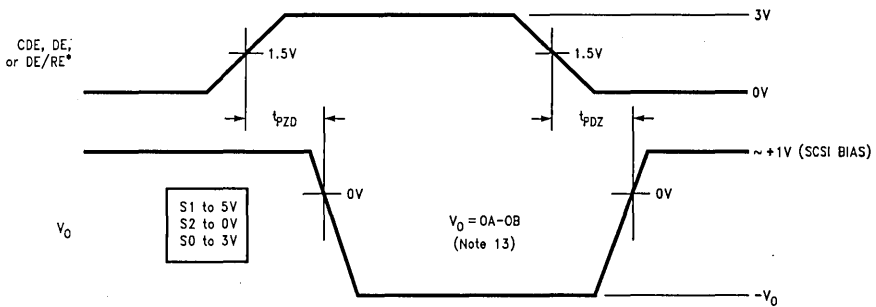 3V
CDE, DE,
or DE/RE*
1.5V
1.5V
0V
tPZD
tPDZ
~ +1V (SCSI BIAS)
S1 to 5V
S2 to 0V
S0 to 3V
0V
0V
VO = OA-OB
(Note 13)
VO
-VO